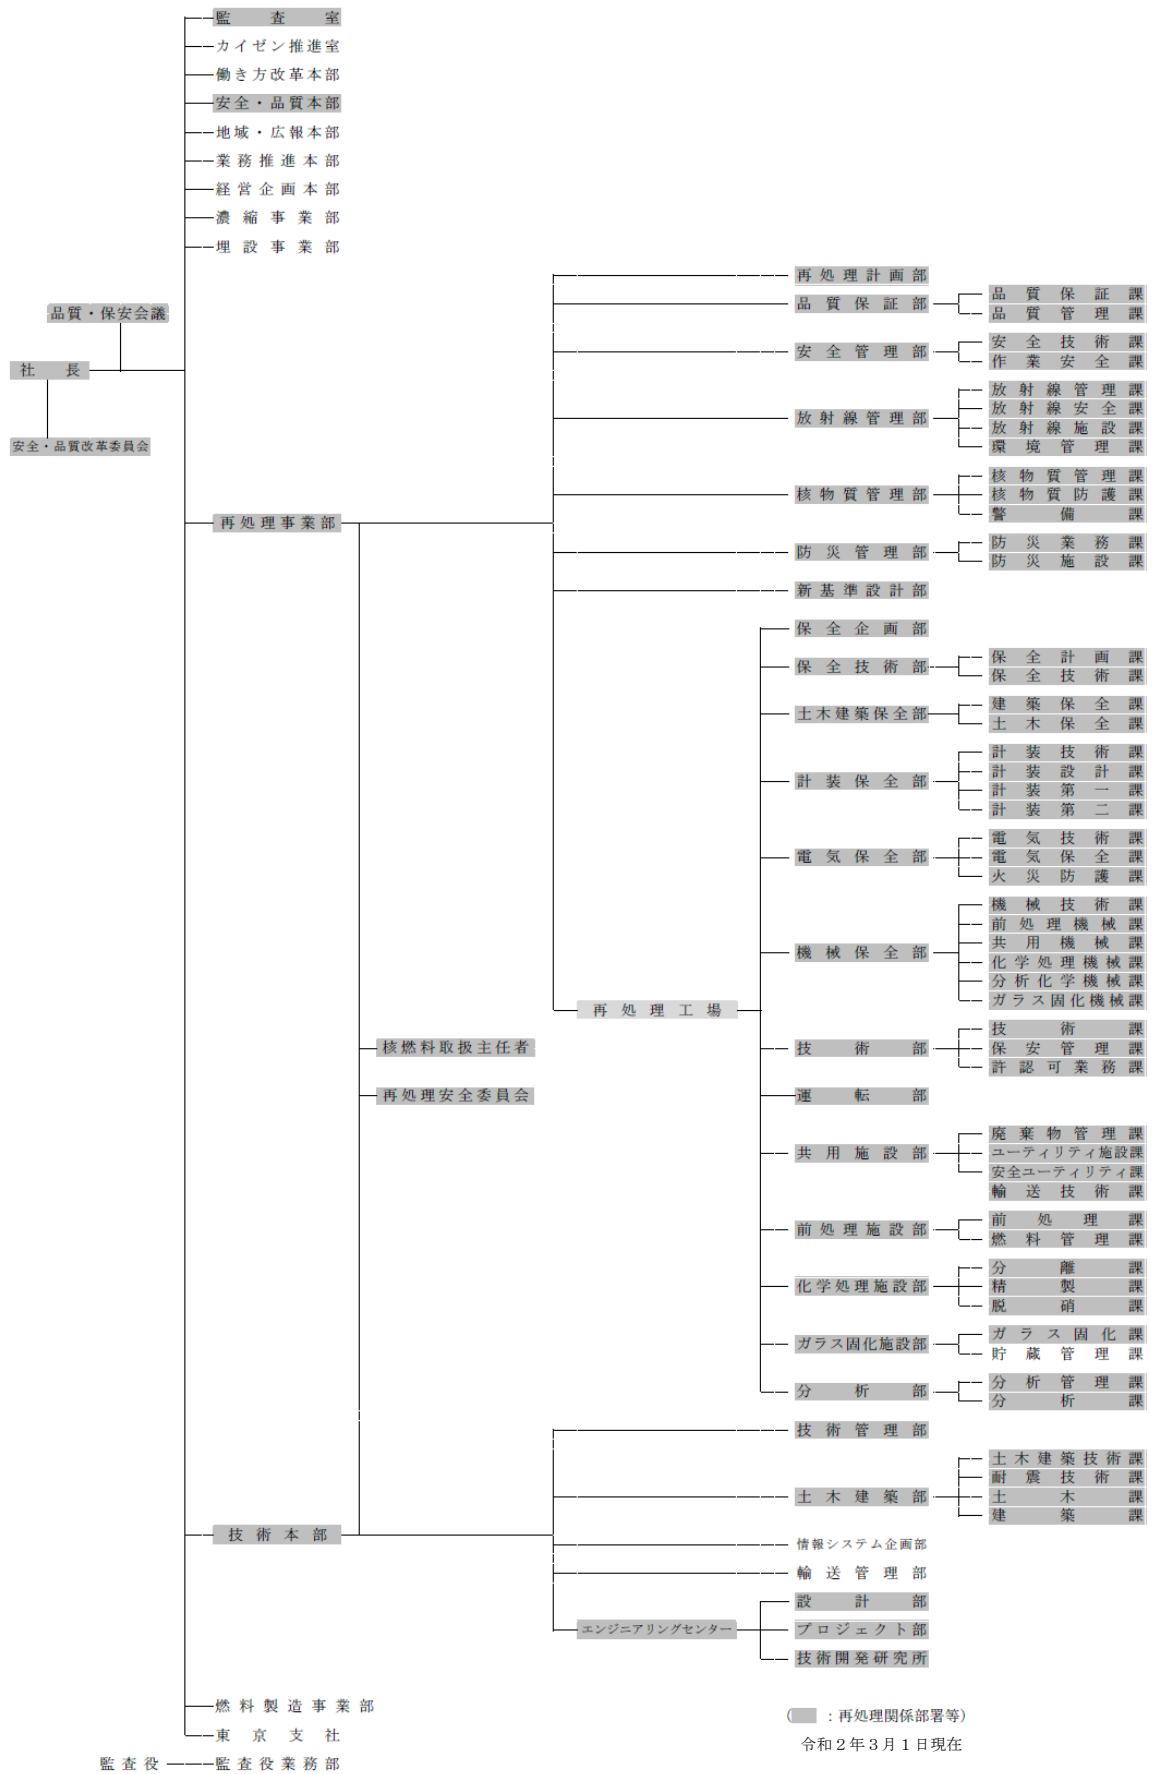 監査室
カイゼン推進室
働き方改革本部
安全・品質本部
地域・広報本部
業務推進本部
経営企画本部
濃縮事業部
埋設事業部
品質・保安会議
社長
安全・品質改革委員会
再処理事業部
再処理計画部
品質保証部
品質保証課
品質管理課
安全管理部
安全技術課
作業安全課
放射線管理部
放射線管理課
放射線安全課
放射線施設課
環境管理課
核物質管理部
核物質管理課
核物質防護課
警備課
防災管理部
防災業務課
防災施設課
新基準設計部
再処理工場
保全企画部
保全技術部
保全計画課
保全技術課
土木建築保全部
建築保全課
土木保全課
計装保全部
計装技術課
計装設計課
計装第一課
計装第二課
電気保全部
電気技術課
電気保全課
火災防護課
機械保全部
機械技術課
前処理機械課
共用機械課
化学処理機械課
分析化学機械課
ガラス固化機械課
技術部
技術課
保安管理課
許認可業務課
運転部
共用施設部
廃棄物管理課
ユーティリティ施設課
安全ユーティリティ課
輸送技術課
前処理施設部
前処理課
燃料管理課
化学処理施設部
分離課
精製課
脱硝課
ガラス固化施設部
ガラス固化課
貯蔵管理課
分析部
分析管理課
分析課
核燃料取扱主任者
再処理安全委員会
技術本部
技術管理部
土木建築部
土木建築技術課
耐震技術課
土木課
建築課
情報システム企画部
輸送管理部
エンジニアリングセンター
設計部
プロジェクト部
技術開発研究所
燃料製造事業部
東京支社
監査役
監査役業務部
(　：再処理関係部署等)
令和２年３月１日現在